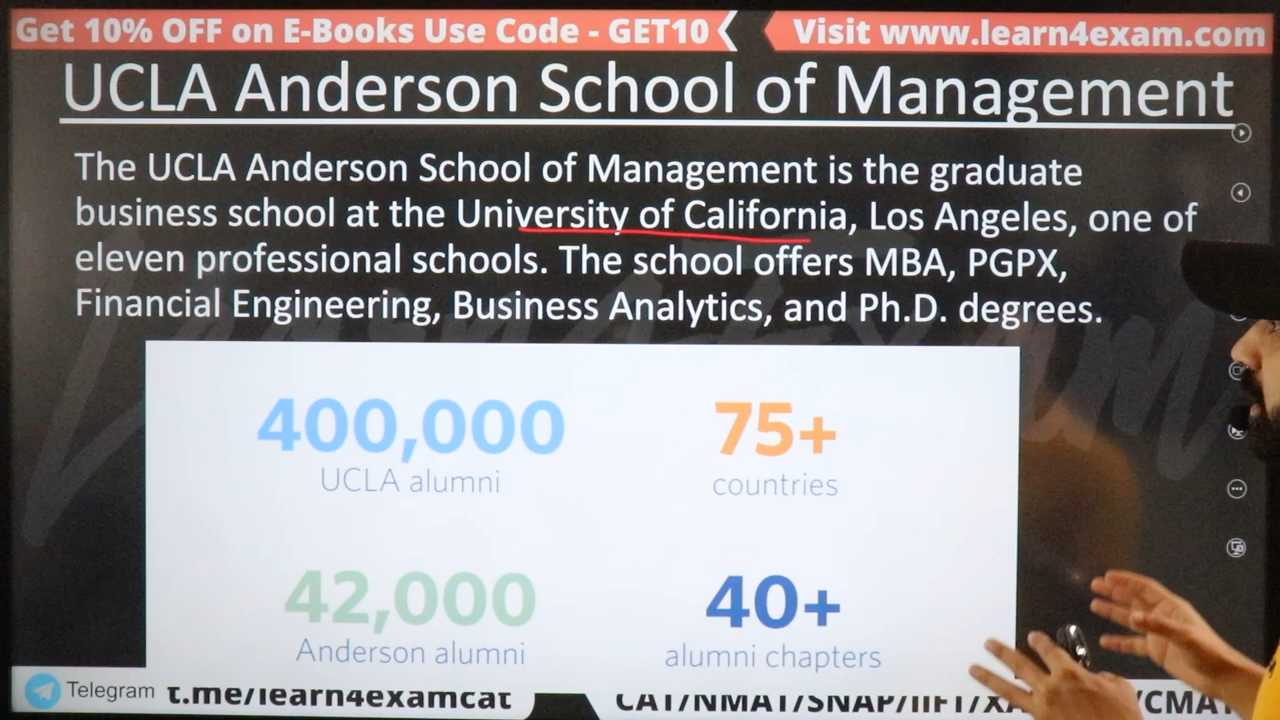 Get 10% OFF on E-Books Use Code - GET10
Visit www.learn4exam.com
UCLA Anderson School of Management
The UCLA Anderson School of Management is the graduate
business school at the University of California, Los Angeles, one of
eleven professional schools. The school offers MBA, PGPX,
Financial Engineering, Business Analytics, and Ph.D. degrees.
400,000
UCLA alumni
75+
countries
42,000
Anderson alumni
40+
alumni chapters
Telegram t.me/learn4examcat
CAT/NMAT/SNAP/IIFT/